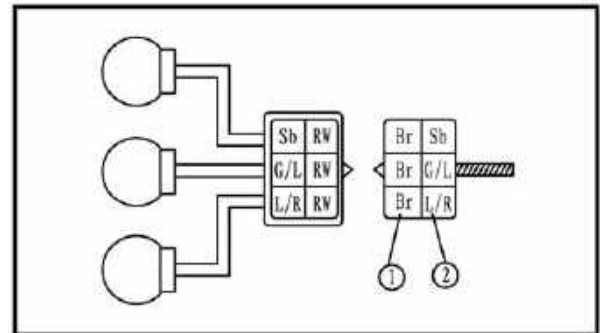 Sb RW Br Sb
G/L RW Br G/L
L/R RW Br L/R
① ②